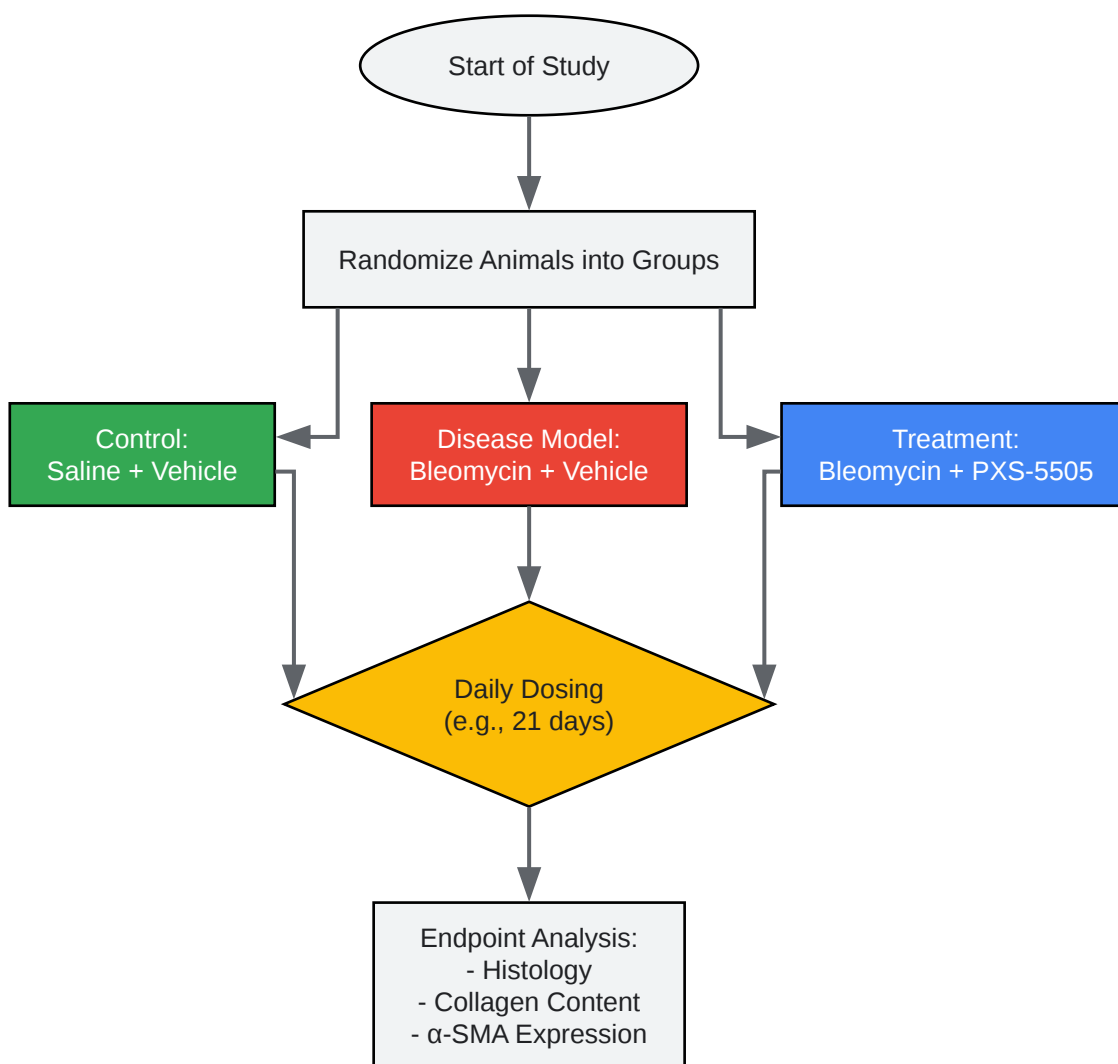 Start of Study
Randomize Animals into Groups
Control:
Saline + Vehicle
Disease Model:
Bleomycin + Vehicle
Treatment:
Bleomycin + PXS-5505
Daily Dosing
(e.g., 21 days)
Endpoint Analysis:
- Histology
- Collagen Content
- α-SMA Expression